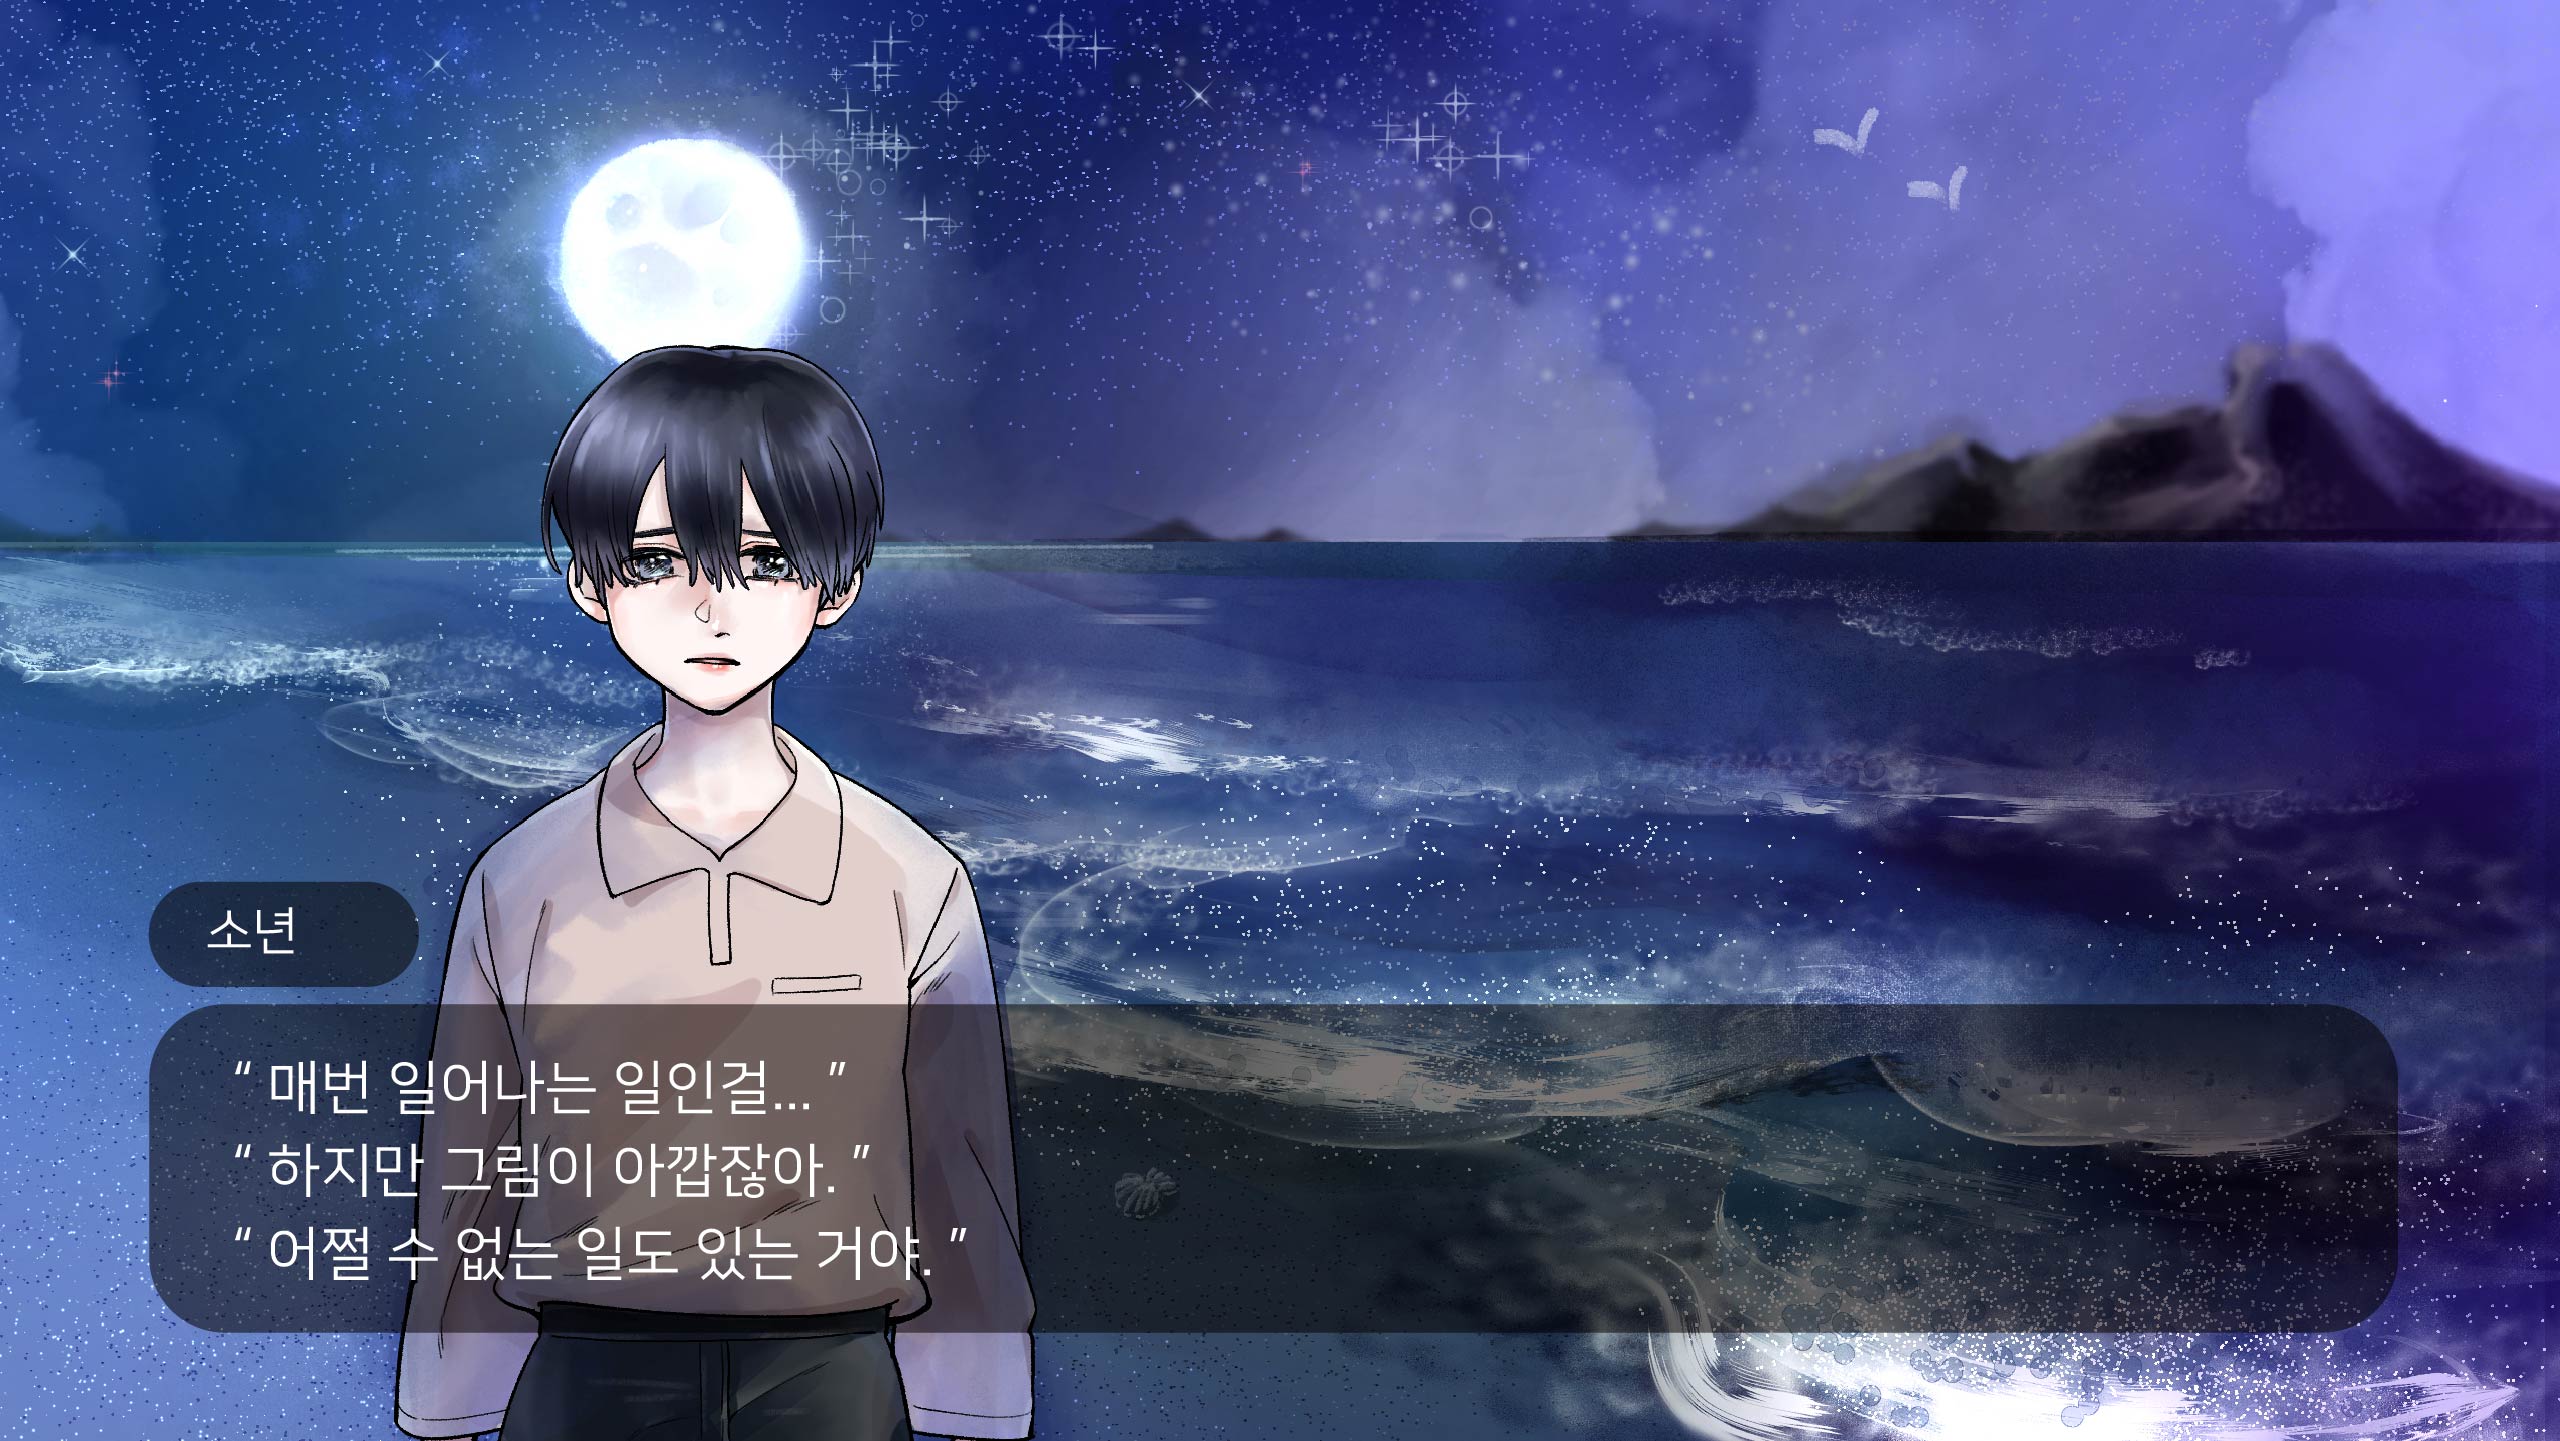 소년
“ 매번 일어나는 일인걸... ”
“ 하지만 그림이 아깝잖아. ”
“ 어쩔 수 없는 일도 있는 거야. ”